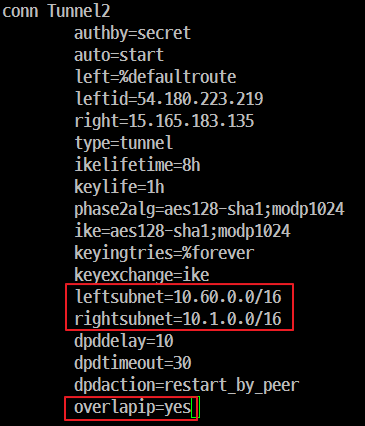 conn Tunnel2
authby=secret
auto=start
left=%defaultroute
leftid=54.180.223.219
right=15.165.183.135
type=tunnel
ikelifetime=8h
keylife=1h
phase2alg=aes128-sha1;modp1024
ike=aes128-sha1;modp1024
keyingtries=%forever
keyexchange=ike
leftsubnet=10.60.0.0/16
rightsubnet=10.1.0.0/16
dpddelay=10
dpdtimeout=30
dpdaction=restart_by_peer
overlapip=yes